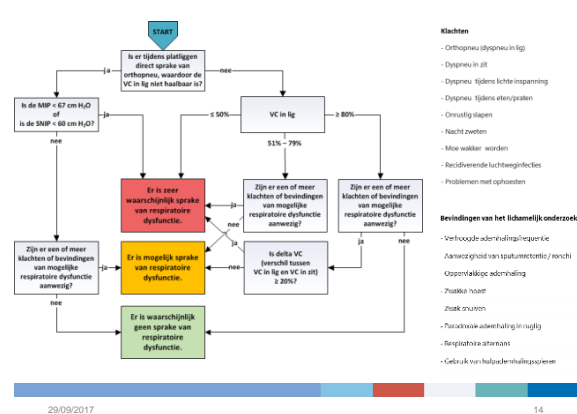 START
Is er tijdens platliggen
direct sprake van
orthopneu, waardoor de
VC in lig niet haalbaar is?
ja
nee
Is de MIP < 67 cm H₂O
of
is de SNIP < 60 cm H₂O?
ja
nee
≤ 50%
VC in lig
≥ 80%
51% – 79%
Er is zeer
waarschijnlijk sprake
van respiratoire
dysfunctie.
ja
nee
Zijn er een of meer
klachten of bevindingen
van mogelijke
respiratoire dysfunctie
aanwezig?
Zijn er een of meer
klachten of bevindingen
van mogelijke
respiratoire dysfunctie
aanwezig?
ja
nee
Zijn er een of meer
klachten of bevindingen
van mogelijke
respiratoire dysfunctie
aanwezig?
ja
nee
Er is mogelijk sprake
van respiratoire
dysfunctie.
ja
nee
Is delta VC
(verschil tussen
VC in lig en VC in zit)
≥ 20%?
Er is waarschijnlijk
geen sprake van
respiratoire
dysfunctie.
Klachten
- Orthopneu (dyspneu in lig)
- Dyspneu in zit
- Dyspneu tijdens lichte inspanning
- Dyspneu tijdens eten/praten
- Onrustig slapen
- Nacht zweten
- Moe wakker worden
- Recidiverende luchtweginfecties
- Problemen met ophoesten
Bevindingen van het lichamelijk onderzoek
- Verhoogde ademhalingsfrequentie
Aanwezigheid van sputumretentie / ronchi
Oppervlakkige ademhaling
- Zwakke hoest
Zwak snuiven
- Paradoxale ademhaling in ruglig
- Respiratoire alternans
- Gebruik van hulpademhalingsspieren
29/09/2017
14